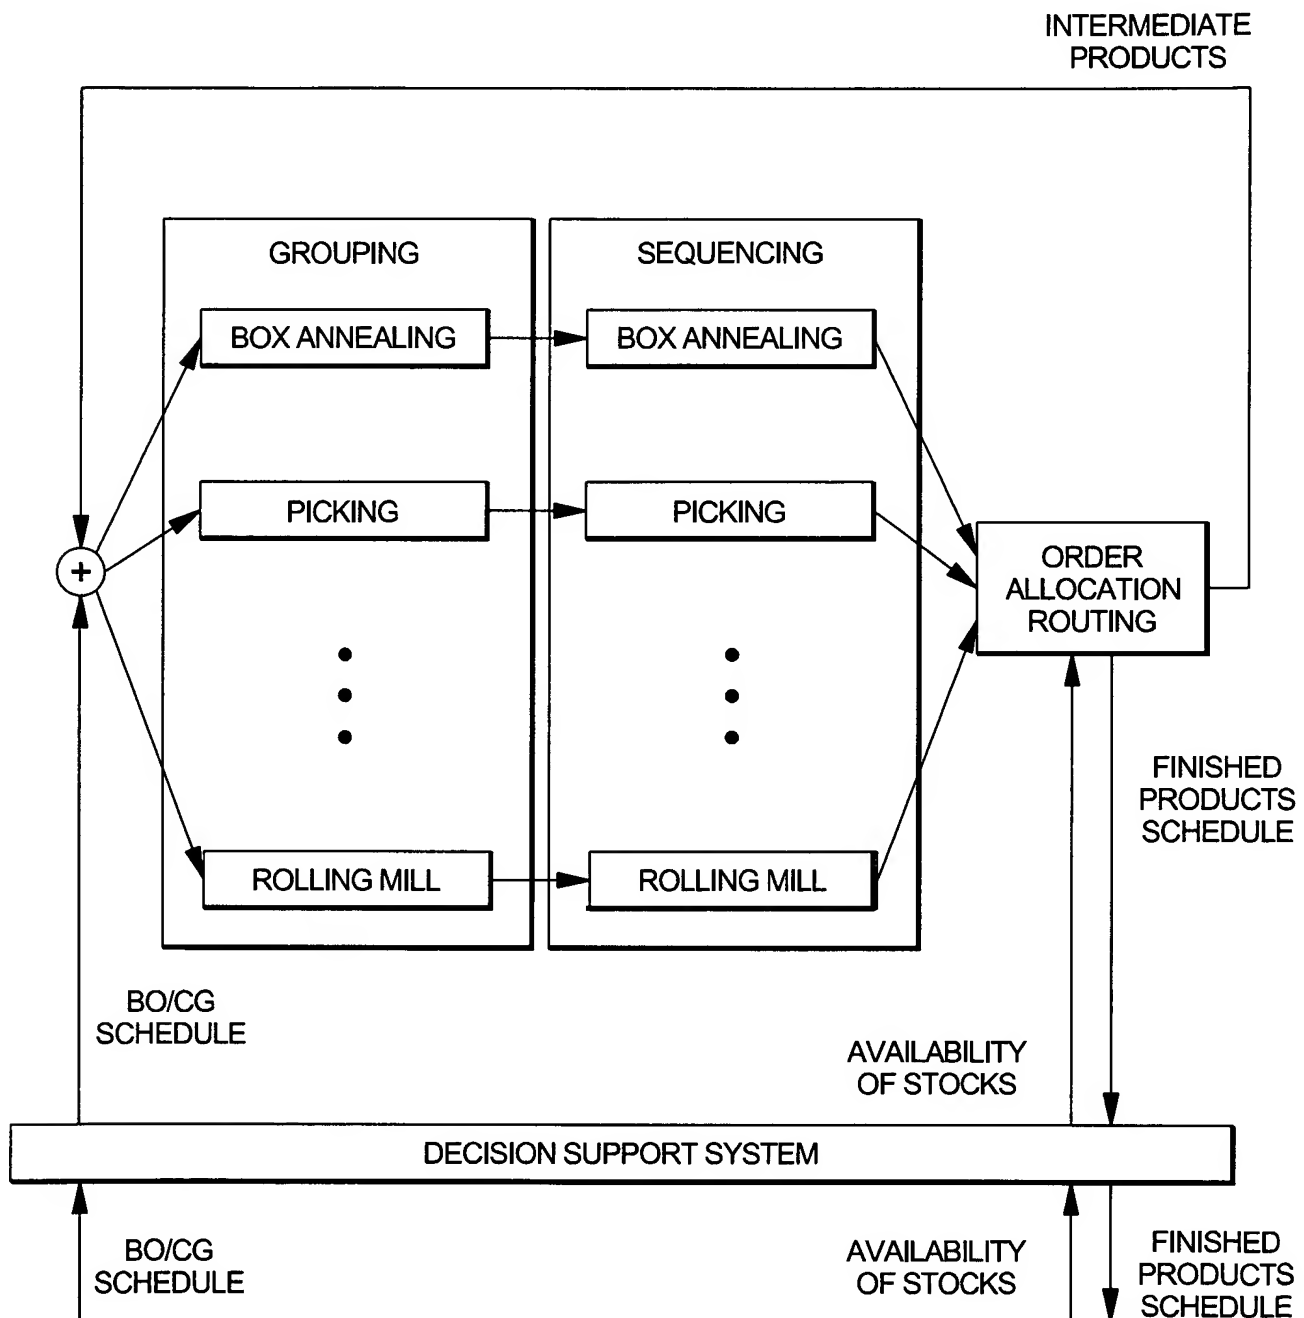 INTERMEDIATE
PRODUCTS
GROUPING
SEQUENCING
BOX ANNEALING
BOX ANNEALING
PICKING
PICKING
+
ORDER
ALLOCATION
ROUTING
FINISHED
PRODUCTS
SCHEDULE
ROLLING MILL
ROLLING MILL
BO/CG
SCHEDULE
AVAILABILITY
OF STOCKS
DECISION SUPPORT SYSTEM
BO/CG
SCHEDULE
AVAILABILITY
OF STOCKS
FINISHED
PRODUCTS
SCHEDULE